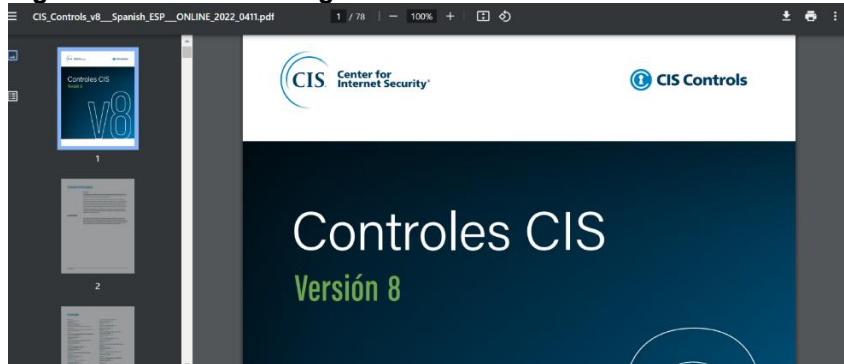 CIS_Controls_v8__Spanish_ESP__ONLINE_2022_0411.pdf
1 / 78
100%
CIS
Center for
Internet Security®
CIS Controls
Controles CIS
Versión 8
Controles CIS
v8
1
2